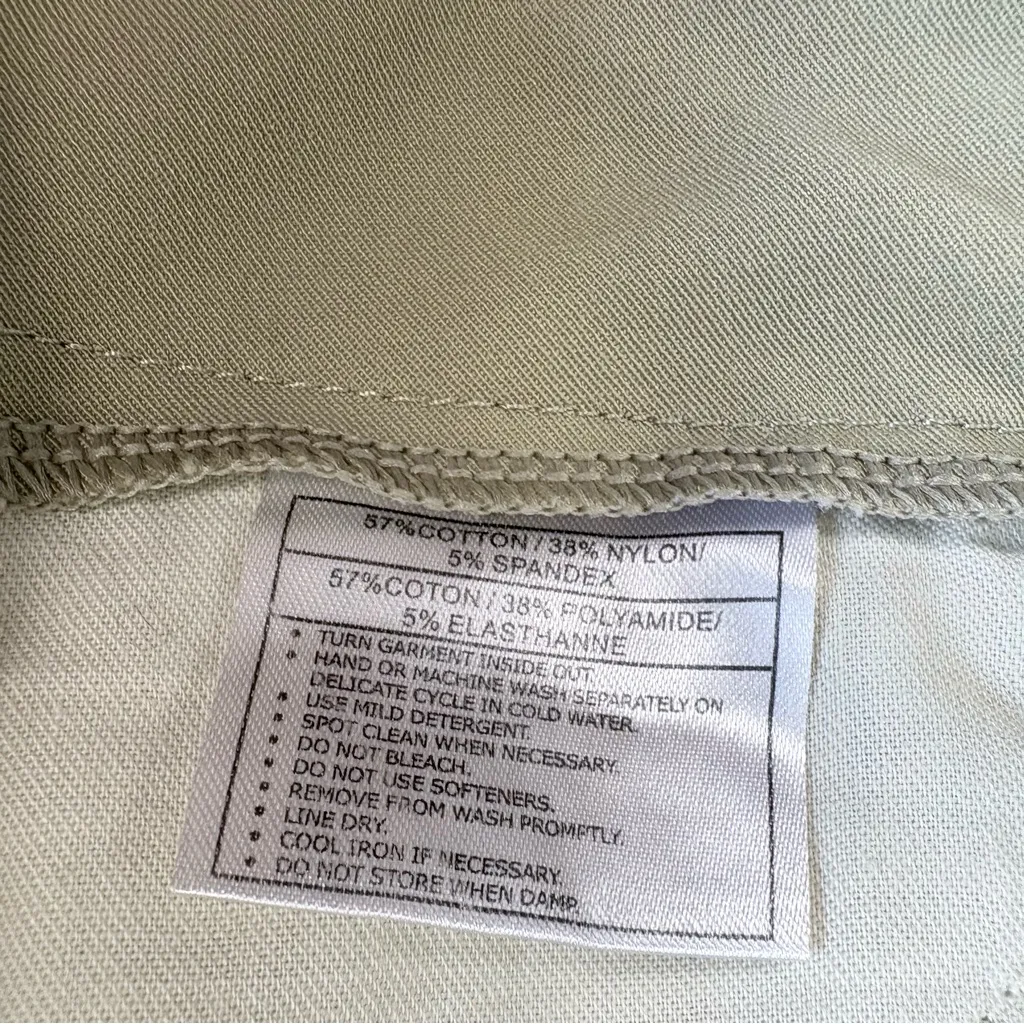 57%COTTON / 38% NYLON/
5% SPANDEX
57%COTON / 38% POLYAMIDE/
5% ELASTHANNE
• TURN GARMENT INSIDE OUT
• HAND OR MACHINE WASH SEPARATELY ON
DELICATE CYCLE IN COLD WATER.
• USE MILD DETERGENT.
• SPOT CLEAN WHEN NECESSARY.
• DO NOT BLEACH.
• DO NOT USE SOFTENERS.
• REMOVE FROM WASH PROMPTLY.
• LINE DRY.
• COOL IRON IF NECESSARY.
• DO NOT STORE WHEN DAMP.